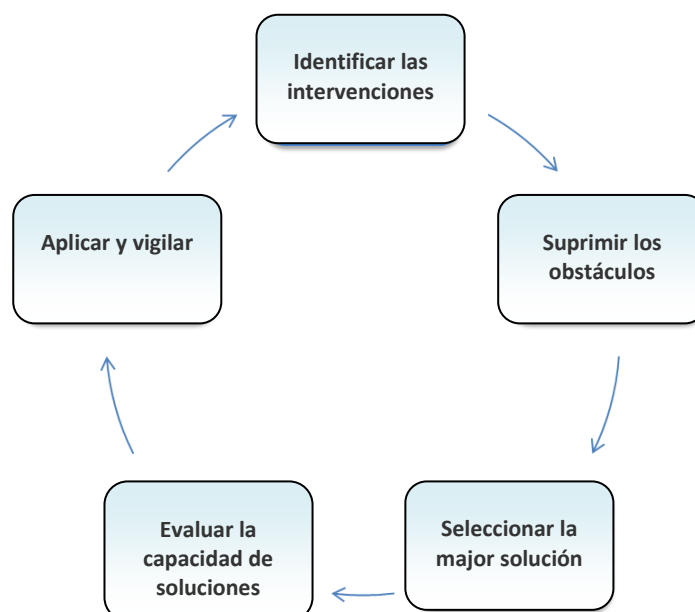 Identificar las
intervenciones
Suprimir los
obstáculos
Seleccionar la
major solución
Evaluar la
capacidad de
soluciones
Aplicar y vigilar